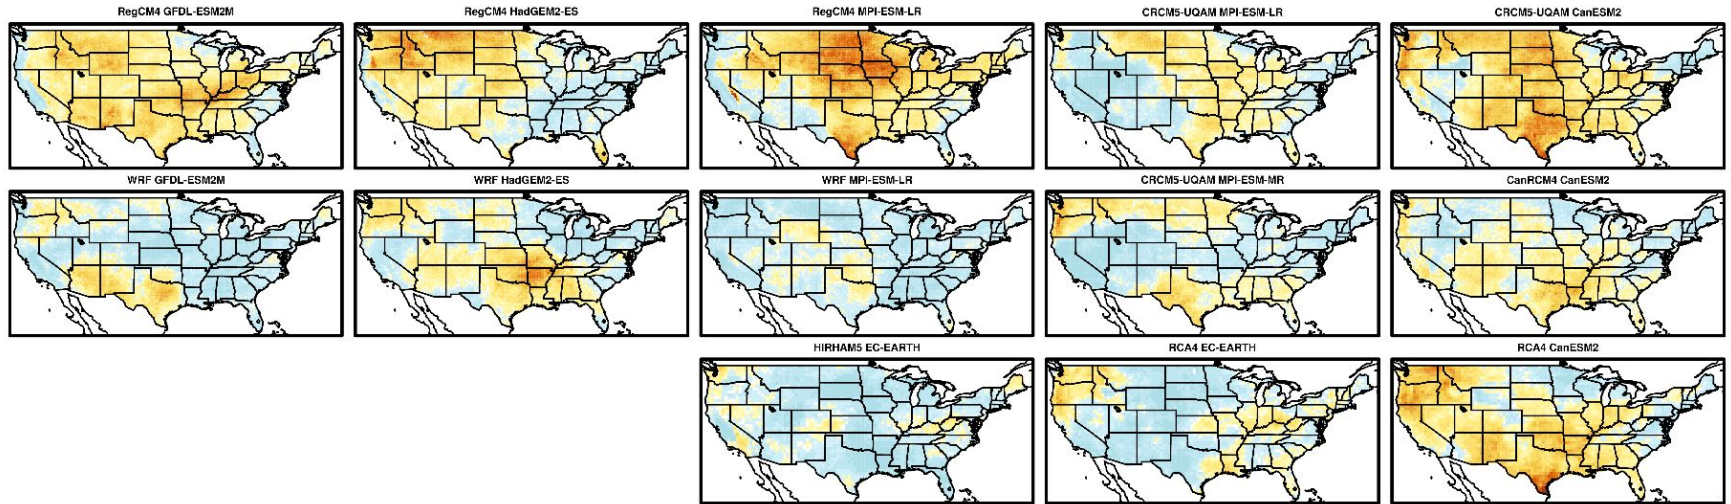 RegCM4 GFDL-ESM2M
RegCM4 HadGEM2-ES
RegCM4 MPI-ESM-LR
CRCM5-UQAM MPI-ESM-LR
CRCM5-UQAM CanESM2
WRF GFDL-ESM2M
WRF HadGEM2-ES
WRF MPI-ESM-LR
CRCM5-UQAM MPI-ESM-MR
CanRCM4 CanESM2
HIRHAM5 EC-EARTH
RCA4 EC-EARTH
RCA4 CanESM2